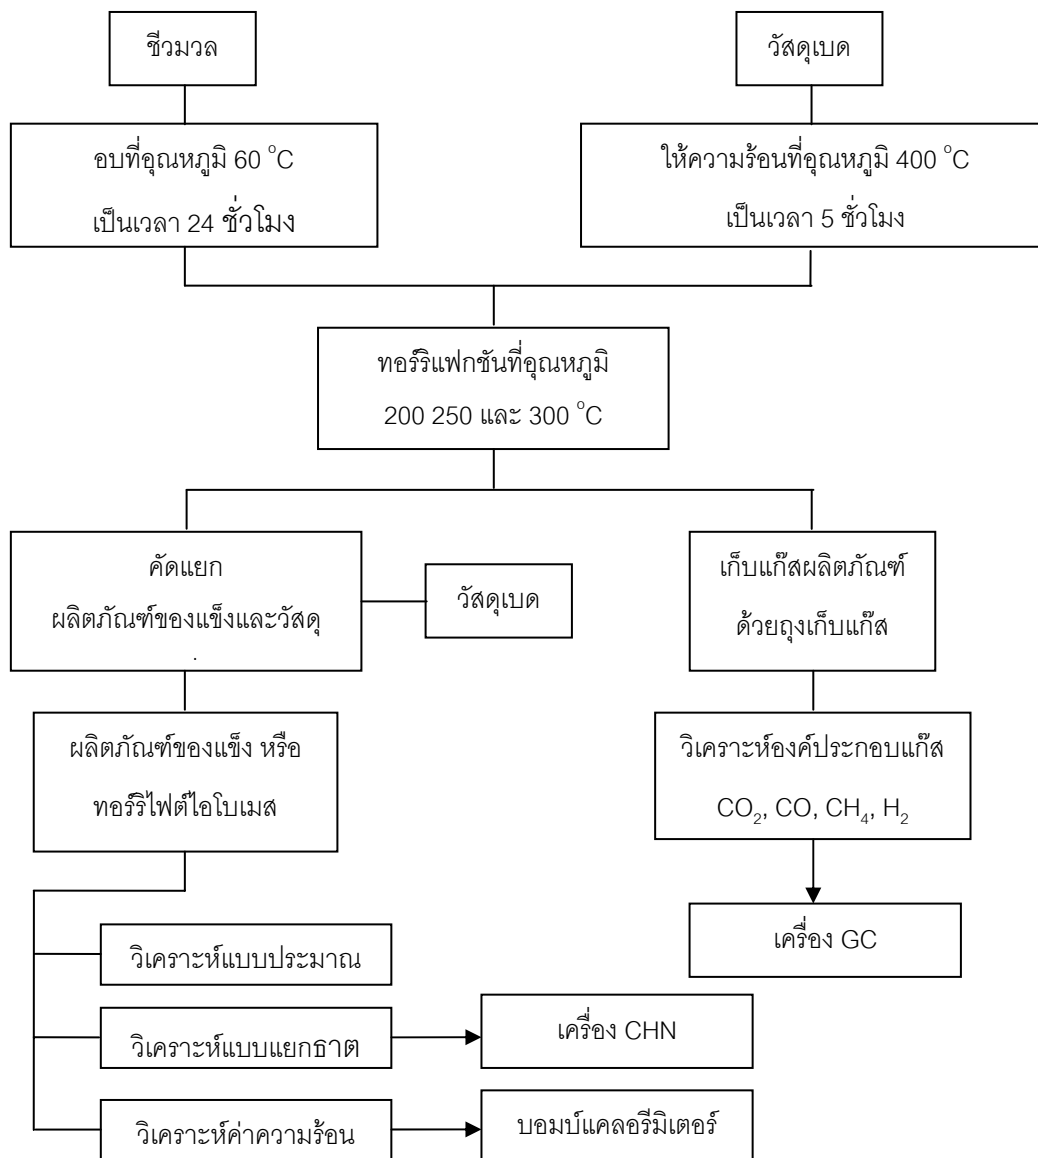 ชีวมวล
วัสดุเบด
อบที่อุณหภูมิ 60 °C
เป็นเวลา 24 ชั่วโมง
ให้ความร้อนที่อุณหภูมิ 400 °C
เป็นเวลา 5 ชั่วโมง
ทอร์ริแฟกชันที่อุณหภูมิ
200 250 และ 300 °C
คัดแยก
ผลิตภัณฑ์ของแข็งและวัสดุ
วัสดุเบด
เก็บแก๊สผลิตภัณฑ์
ด้วยถุงเก็บแก๊ส
ผลิตภัณฑ์ของแข็ง หรือ
ทอร์ริไฟต์ไอโบเมส
วิเคราะห์องค์ประกอบแก๊ส
CO₂, CO, CH₄, H₂
เครื่อง GC
วิเคราะห์แบบประมาณ
วิเคราะห์แบบแยกธาต
เครื่อง CHN
วิเคราะห์ค่าความร้อน
บอมบ์แคลอรีมิเตอร์